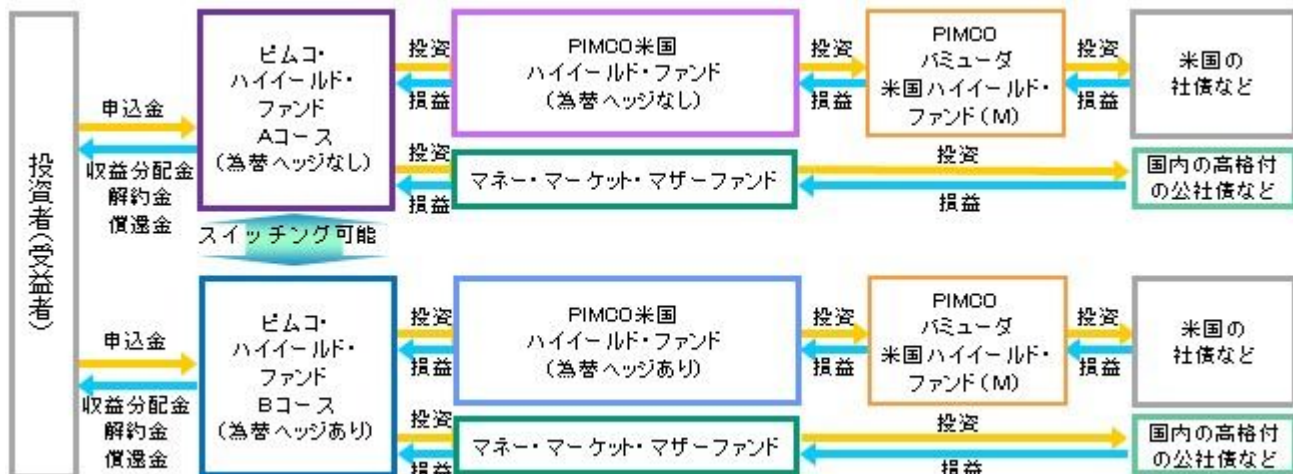 投資者(受益者)
申込金
収益分配金
解約金
償還金
ピムコ・
ハイイールド・
ファンド
Aコース
(為替ヘッジなし)
投資
損益
PIMCO米国
ハイイールド・ファンド
(為替ヘッジなし)
投資
損益
PIMCO
バミューダ
米国ハイイールド・
ファンド(M)
投資
損益
米国の
社債など
投資
損益
マネー・マーケット・マザーファンド
投資
損益
国内の高格付
の公社債など
スイッチング可能
申込金
収益分配金
解約金
償還金
ピムコ・
ハイイールド・
ファンド
Bコース
(為替ヘッジあり)
投資
損益
PIMCO米国
ハイイールド・ファンド
(為替ヘッジあり)
投資
損益
PIMCO
バミューダ
米国ハイイールド・
ファンド(M)
投資
損益
米国の
社債など
投資
損益
マネー・マーケット・マザーファンド
投資
損益
国内の高格付
の公社債など